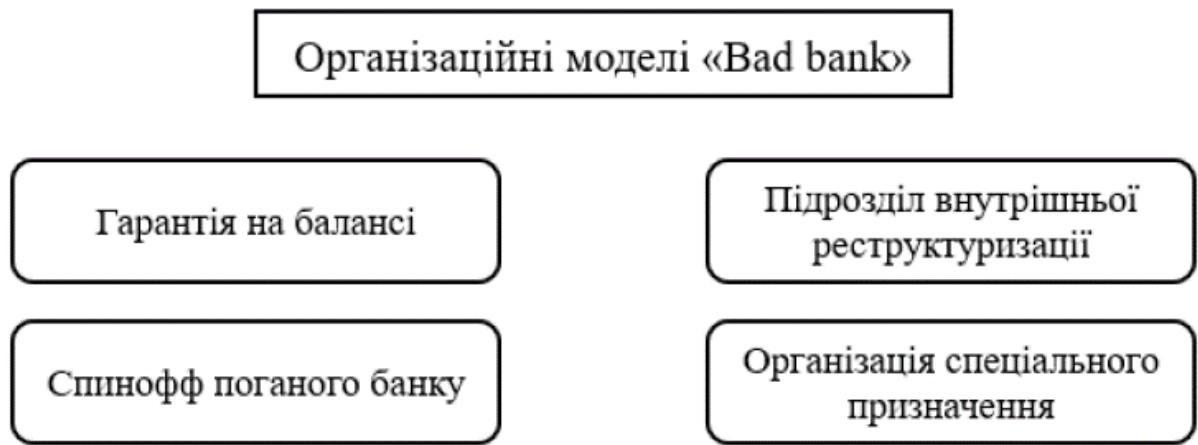 Організаційні моделі «Bad bank»
Гарантія на балансі
Підрозділ внутрішньої
реструктуризації
Спинофф поганого банку
Організація спеціального
призначення